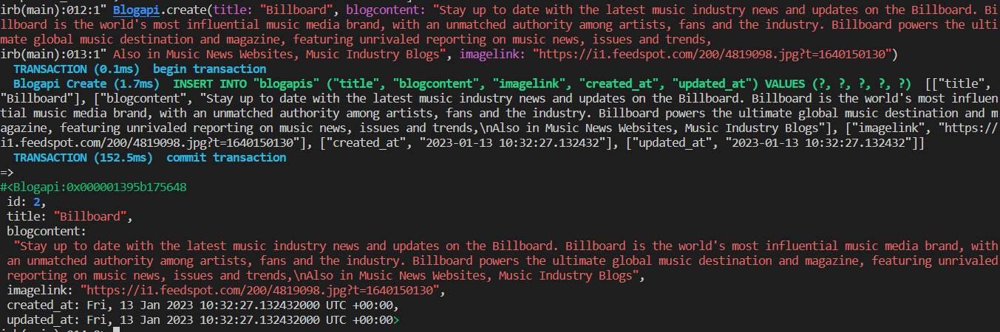 irb(main):012:1" Blogapi.create(title: "Billboard", blogcontent: "Stay up to date with the latest music industry news and updates on the Billboard. Bi
llboard is the world's most influential music media brand, with an unmatched authority among artists, fans and the industry. Billboard powers the ulti
mate global music destination and magazine, featuring unrivaled reporting on music news, issues and trends,
irb(main):013:1" Also in Music News Websites, Music Industry Blogs", imagelink: "https://i1.feedspot.com/200/4819098.jpg?t=1640150130")
TRANSACTION (0.1ms)  begin transaction
Blogapi Create (1.7ms)  INSERT INTO "blogapis" ("title", "blogcontent", "imagelink", "created_at", "updated_at") VALUES (?, ?, ?, ?, ?)  [["title",
"Billboard"], ["blogcontent", "Stay up to date with the latest music industry news and updates on the Billboard. Billboard is the world's most influen
tial music media brand, with an unmatched authority among artists, fans and the industry. Billboard powers the ultimate global music destination and m
agazine, featuring unrivaled reporting on music news, issues and trends,\nAlso in Music News Websites, Music Industry Blogs"], ["imagelink", "https://
i1.feedspot.com/200/4819098.jpg?t=1640150130"], ["created_at", "2023-01-13 10:32:27.132432"], ["updated_at", "2023-01-13 10:32:27.132432"]]
TRANSACTION (152.5ms)  commit transaction
=>
#<Blogapi:0x000001395b175648
id: 2,
title: "Billboard",
blogcontent:
"Stay up to date with the latest music industry news and updates on the Billboard. Billboard is the world's most influential music media brand, with
an unmatched authority among artists, fans and the industry. Billboard powers the ultimate global music destination and magazine, featuring unrivaled
reporting on music news, issues and trends,\nAlso in Music News Websites, Music Industry Blogs",
imagelink: "https://i1.feedspot.com/200/4819098.jpg?t=1640150130",
created_at: Fri, 13 Jan 2023 10:32:27.132432000 UTC +00:00,
updated_at: Fri, 13 Jan 2023 10:32:27.132432000 UTC +00:00>